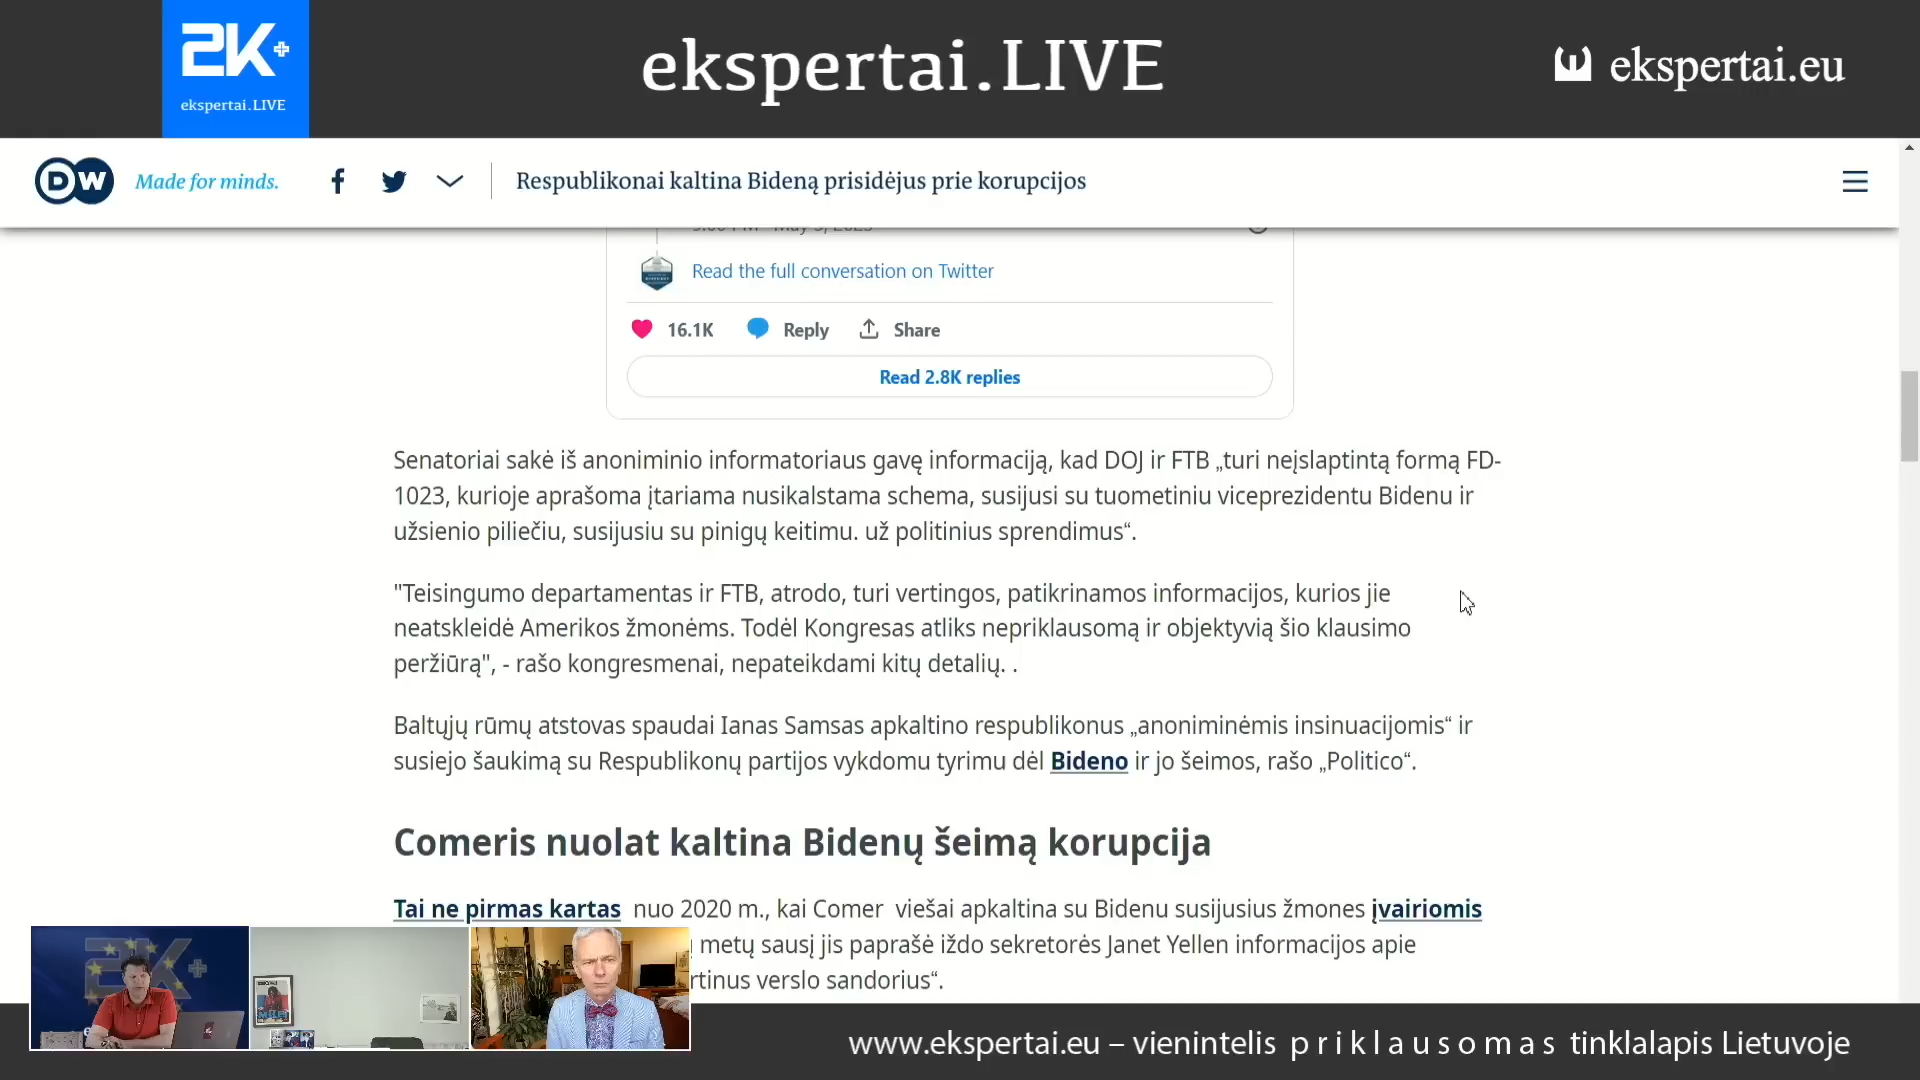 2K+
ekspertai.LIVE
ekspertai.LIVE
ekspertai.eu
DW
Made for minds.
Respublikonai kaltina Bideną prisidėjus prie korupcijos
Read the full conversation on Twitter
16.1K Reply Share
Read 2.8K replies
Senatoriai sakė iš anoniminio informatoriaus gavę informaciją, kad DOJ ir FTB „turi neįslaptintą formą FD-
1023, kurioje aprašoma įtariama nusikalstama schema, susijusi su tuometiniu viceprezidentu Bidenu ir
užsienio piliečiu, susijusiu su pinigų keitimu. už politinius sprendimus“.
"Teisingumo departamentas ir FTB, atrodo, turi vertingos, patikrinamos informacijos, kurios jie
neatskleidė Amerikos žmonėms. Todėl Kongresas atliks nepriklausomą ir objektyvią šio klausimo
peržiūrą", - rašo kongresmenai, nepateikdami kitų detalių. .
Baltųjų rūmų atstovas spaudai Ianas Samsas apkaltino respublikonus „anoniminėmis insinuacijomis“ ir
susiejo šaukimą su Respublikonų partijos vykdomu tyrimu dėl Bideno ir jo šeimos, rašo „Politico“.
Comeris nuolat kaltina Bidenų šeimą korupcija
Tai ne pirmas kartas nuo 2020 m., kai Comer viešai apkaltina su Bidenu susijusius žmones įvairiomis
metų sausį jis paprašė iždo sekretorės Janet Yellen informacijos apie
rtinus verslo sandorius“.
2K+
www.ekspertai.eu – vienintelis priklausomas tinklalapis Lietuvoje